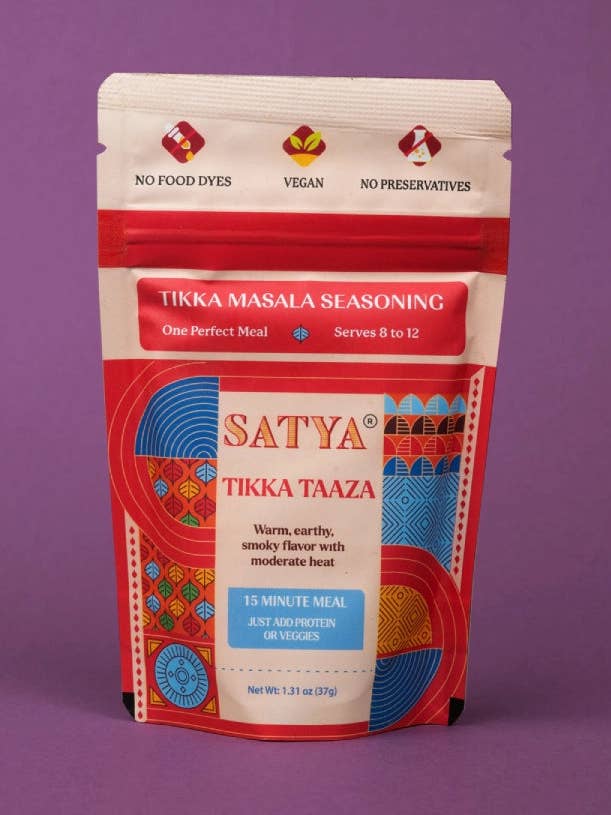 NO FOOD DYES
VEGAN
NO PRESERVATIVES
TIKKA MASALA SEASONING
One Perfect Meal Serves 8 to 12
SATYA®
TIKKA TAAZA
Warm, earthy,
smoky flavor with
moderate heat
15 MINUTE MEAL
JUST ADD PROTEIN
OR VEGGIES
Net Wt: 1.31 oz (37g)